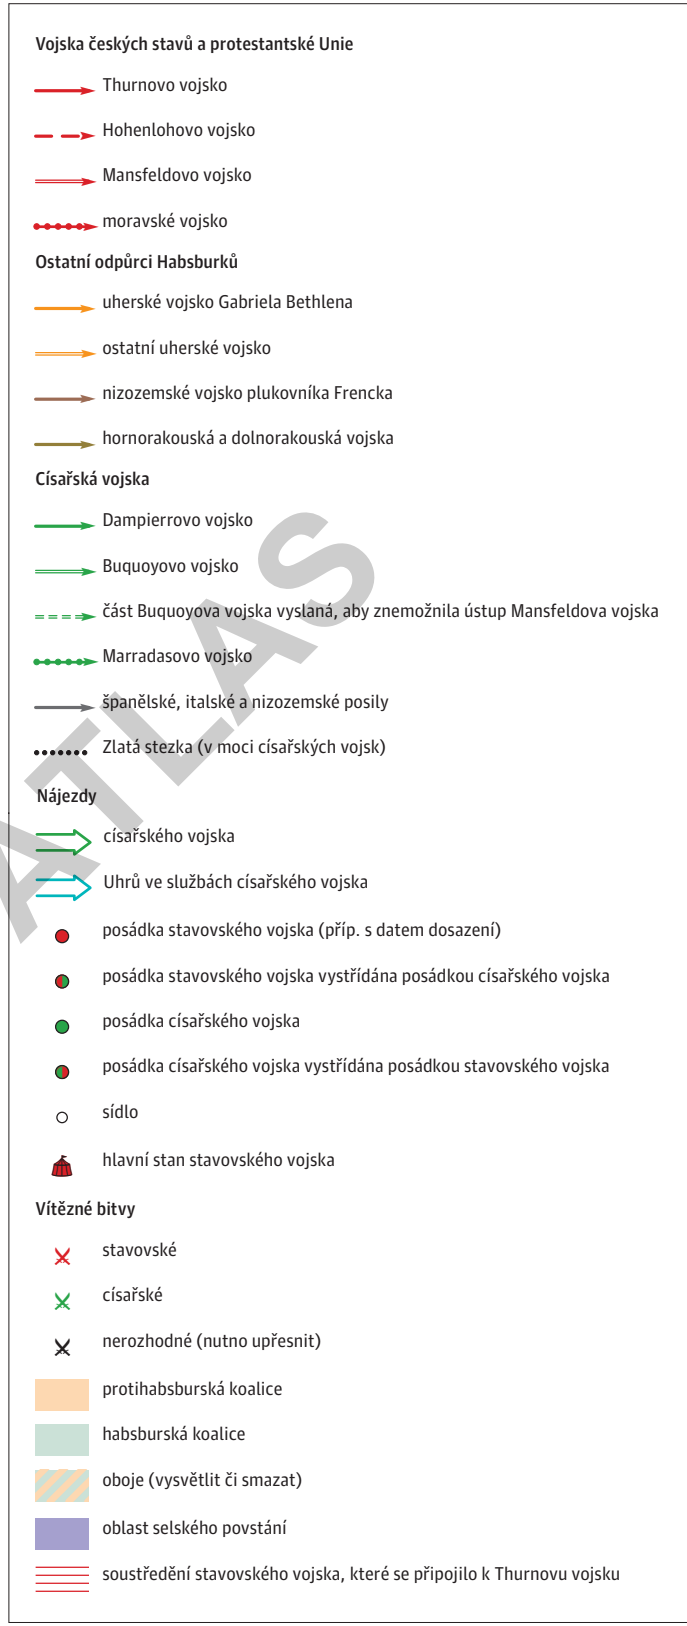 Vojska českých stavů a protestantské Unie
Thurnovo vojsko
Hohenlohovo vojsko
Mansfeldovo vojsko
moravské vojsko
Ostatní odpůrci Habsburků
uherské vojsko Gabriela Bethlena
ostatní uherské vojsko
nizozemské vojsko plukovníka Frencka
hornorakouská a dolnorakouská vojska
Císařská vojska
Dampierrovo vojsko
Buquoyovo vojsko
část Buquoyova vojska vyslaná, aby znemožnila ústup Mansfeldova vojska
Marradasovo vojsko
španělské, italské a nizozemské posily
Zlatá stezka (v moci císařských vojsk)
Nájezdy
císařského vojska
Uhrů ve službách císařského vojska
posádka stavovského vojska (příp. s datem dosazení)
posádka stavovského vojska vystřídána posádkou císařského vojska
posádka císařského vojska
posádka císařského vojska vystřídána posádkou stavovského vojska
sídlo
hlavní stan stavovského vojska
Vítězné bitvy
stavovské
císařské
nerozhodné (nutno upřesnit)
protihabsburská koalice
habsburská koalice
oboje (vysvětlit či smazat)
oblast selského povstání
soustředění stavovského vojska, které se připojilo k Thurnovu vojsku
ATLAS